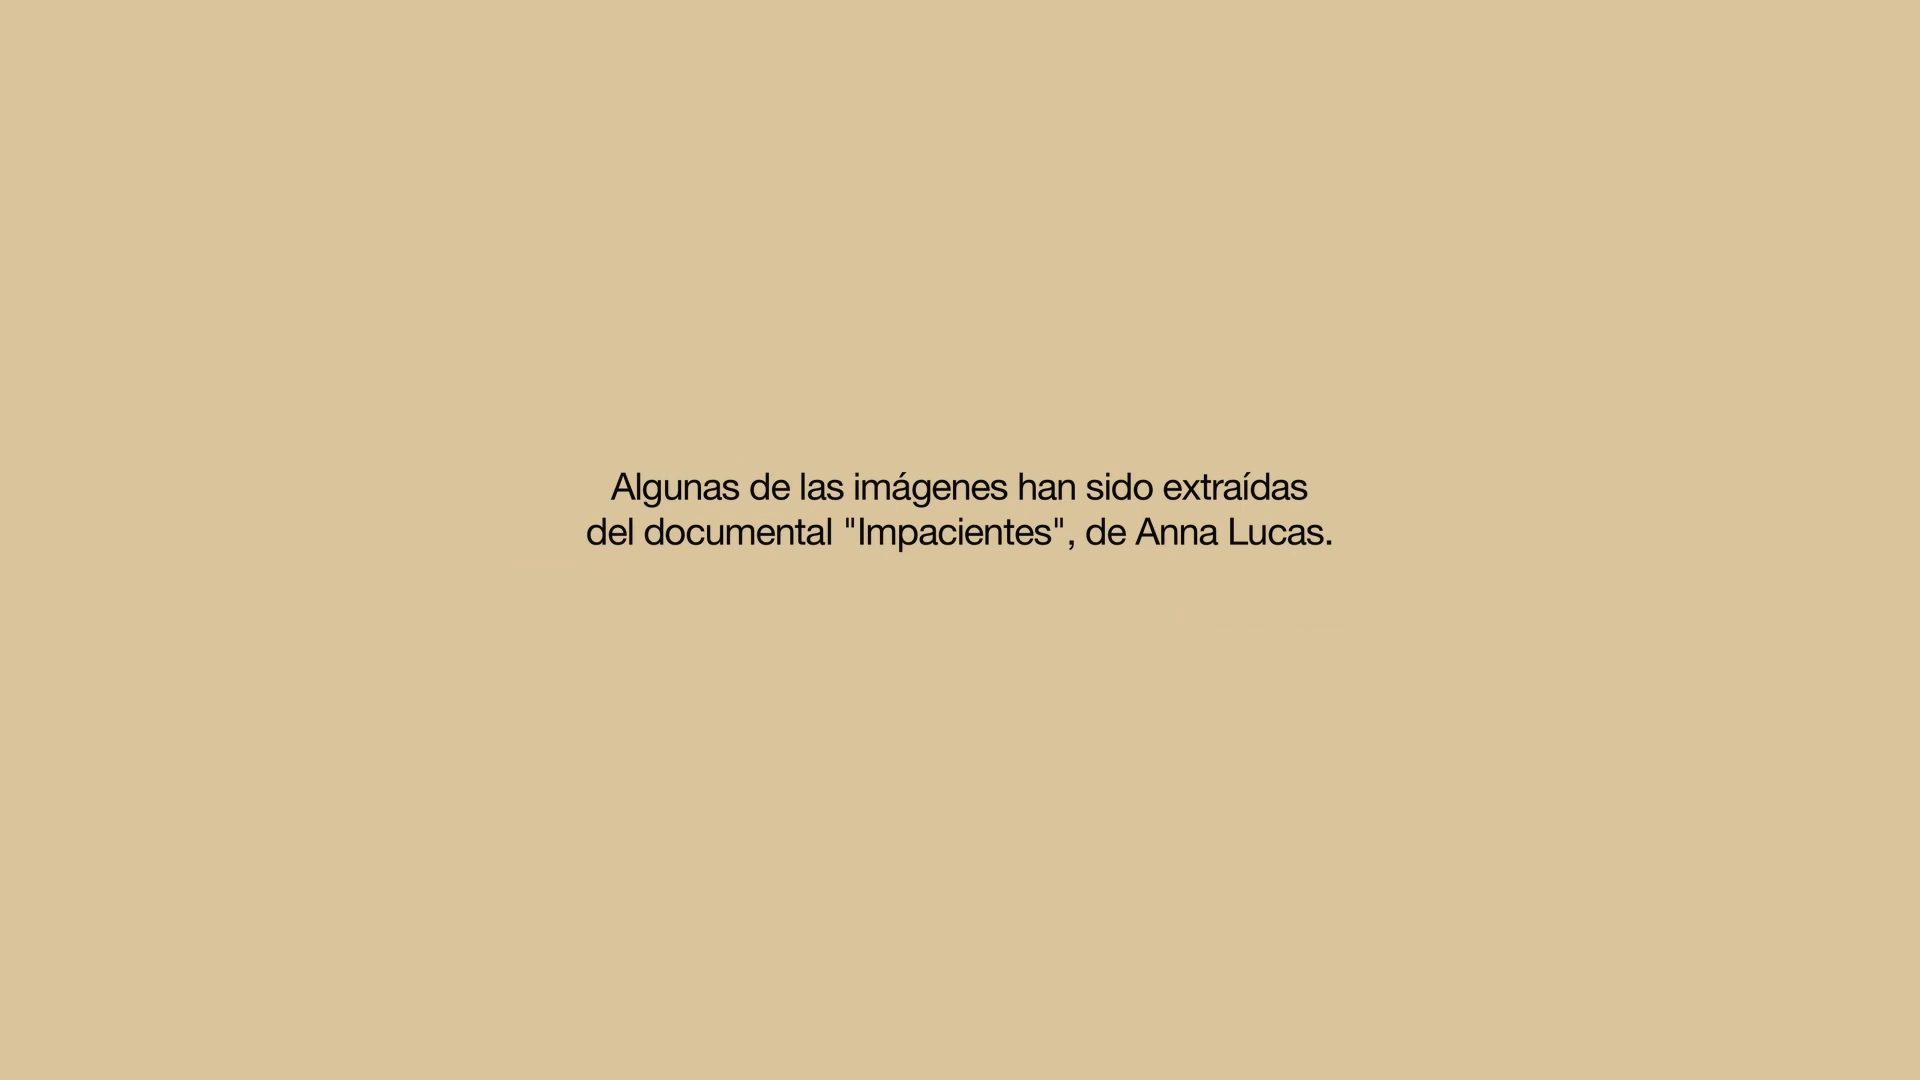 Algunas de las imágenes han sido extraídas
del documental "Impacientes", de Anna Lucas.